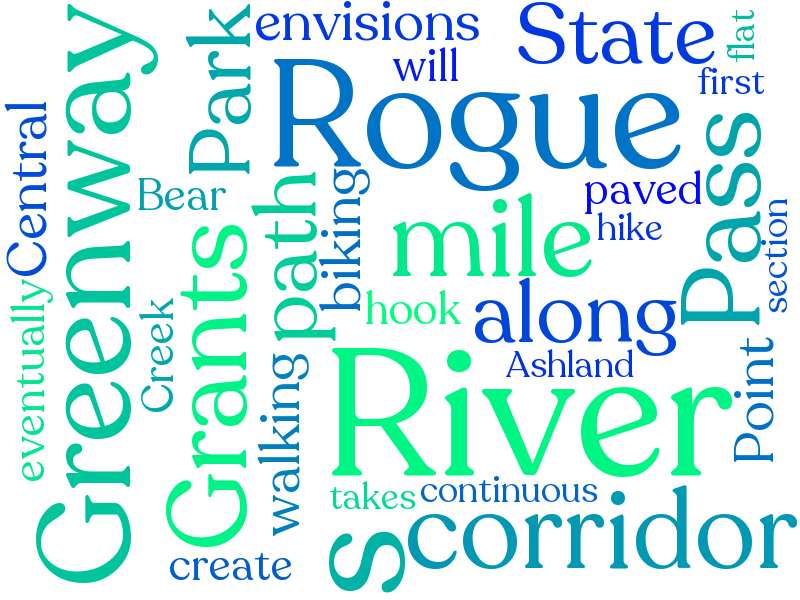 envisions
State
flat
will
first
Park
Rogue
Greenway
Central
Bear
path
biking
paved
hike
Pass
section
mile
Grants
hook
along
eventually
Creek
Ashland
Point
walking
River
takes
continuous
s
corridor
create